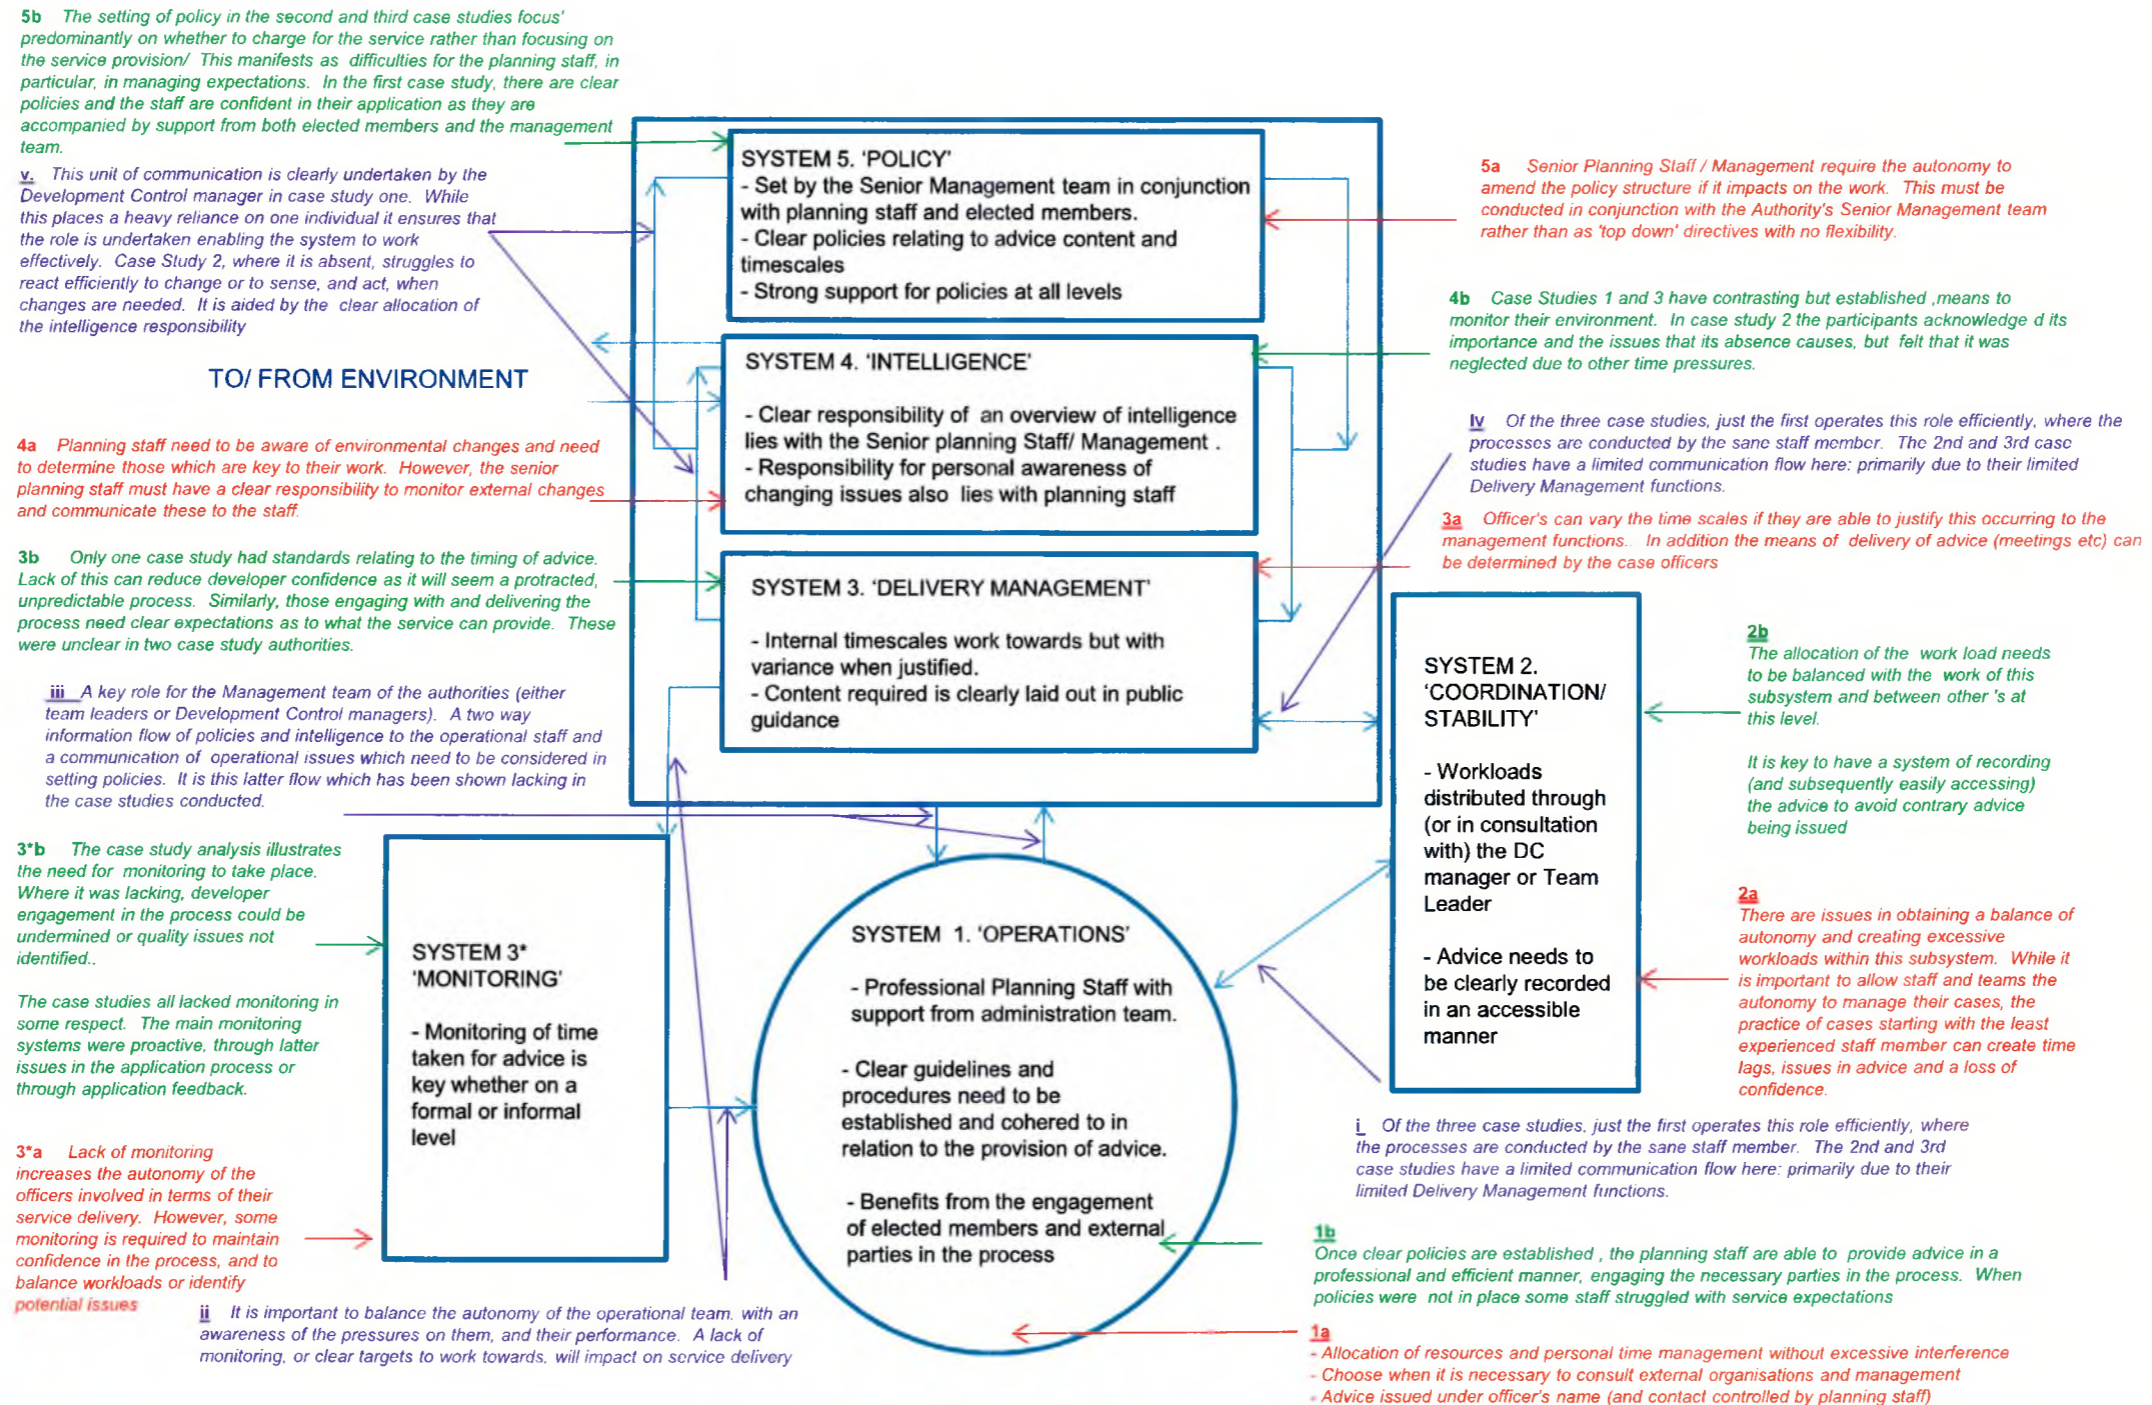 5b The setting of policy in the second and third case studies focus'
predominantly on whether to charge for the service rather than focusing on
the service provision/ This manifests as difficulties for the planning staff, in
particular, in managing expectations. In the first case study, there are clear
policies and the staff are confident in their application as they are
accompanied by support from both elected members and the management
team.
v. This unit of communication is clearly undertaken by the
Development Control manager in case study one. While
this places a heavy reliance on one individual it ensures that
the role is undertaken enabling the system to work
effectively. Case Study 2, where it is absent, struggles to
react efficiently to change or to sense, and act, when
changes are needed. It is aided by the clear allocation of
the intelligence responsibility
TO/ FROM ENVIRONMENT
4a Planning staff need to be aware of environmental changes and need
to determine those which are key to their work. However, the senior
planning staff must have a clear responsibility to monitor external changes
and communicate these to the staff.
3b Only one case study had standards relating to the timing of advice.
Lack of this can reduce developer confidence as it will seem a protracted,
unpredictable process. Similarly, those engaging with and delivering the
process need clear expectations as to what the service can provide. These
were unclear in two case study authorities.
iii A key role for the Management team of the authorities (either
team leaders or Development Control managers). A two way
information flow of policies and intelligence to the operational staff and
a communication of operational issues which need to be considered in
setting policies. It is this latter flow which has been shown lacking in
the case studies conducted.
3*b The case study analysis illustrates
the need for monitoring to take place.
Where it was lacking, developer
engagement in the process could be
undermined or quality issues not
identified..
The case studies all lacked monitoring in
some respect. The main monitoring
systems were proactive, through latter
issues in the application process or
through application feedback.
3*a Lack of monitoring
increases the autonomy of the
officers involved in terms of their
service delivery. However, some
monitoring is required to maintain
confidence in the process, and to
balance workloads or identify
potential issues
ii It is important to balance the autonomy of the operational team, with an
awareness of the pressures on them, and their performance. A lack of
monitoring, or clear targets to work towards, will impact on service delivery
SYSTEM 5. 'POLICY'
- Set by the Senior Management team in conjunction
with planning staff and elected members.
- Clear policies relating to advice content and
timescales
- Strong support for policies at all levels
SYSTEM 4. 'INTELLIGENCE'
- Clear responsibility of an overview of intelligence
lies with the Senior planning Staff/ Management .
- Responsibility for personal awareness of
changing issues also lies with planning staff
SYSTEM 3. 'DELIVERY MANAGEMENT'
- Internal timescales work towards but with
variance when justified.
- Content required is clearly laid out in public
guidance
SYSTEM 3*
'MONITORING'
- Monitoring of time
taken for advice is
key whether on a
formal or informal
level
SYSTEM 1. 'OPERATIONS'
- Professional Planning Staff with
support from administration team.
- Clear guidelines and
procedures need to be
established and cohered to in
relation to the provision of advice.
- Benefits from the engagement
of elected members and external
parties in the process
SYSTEM 2.
'COORDINATION/
STABILITY'
- Workloads
distributed through
(or in consultation
with) the DC
manager or Team
Leader
- Advice needs to
be clearly recorded
in an accessible
manner
5a Senior Planning Staff / Management require the autonomy to
amend the policy structure if it impacts on the work. This must be
conducted in conjunction with the Authority's Senior Management team
rather than as 'top down' directives with no flexibility.
4b Case Studies 1 and 3 have contrasting but established ,means to
monitor their environment. In case study 2 the participants acknowledge d its
importance and the issues that its absence causes, but felt that it was
neglected due to other time pressures.
Iv Of the three case studies, just the first operates this role efficiently, where the
processes are conducted by the sane staff member. The 2nd and 3rd case
studies have a limited communication flow here: primarily due to their limited
Delivery Management functions.
3a Officer's can vary the time scales if they are able to justify this occurring to the
management functions.. In addition the means of delivery of advice (meetings etc) can
be determined by the case officers
2b
The allocation of the work load needs
to be balanced with the work of this
subsystem and between other 's at
this level.
It is key to have a system of recording
(and subsequently easily accessing)
the advice to avoid contrary advice
being issued
2a
There are issues in obtaining a balance of
autonomy and creating excessive
workloads within this subsystem. While it
is important to allow staff and teams the
autonomy to manage their cases, the
practice of cases starting with the least
experienced staff member can create time
lags, issues in advice and a loss of
confidence.
i Of the three case studies, just the first operates this role efficiently, where
the processes are conducted by the sane staff member. The 2nd and 3rd
case studies have a limited communication flow here: primarily due to their
limited Delivery Management functions.
1b
Once clear policies are established , the planning staff are able to provide advice in a
professional and efficient manner, engaging the necessary parties in the process. When
policies were not in place some staff struggled with service expectations
1a
- Allocation of resources and personal time management without excessive interference
- Choose when it is necessary to consult external organisations and management
- Advice issued under officer's name (and contact controlled by planning staff)